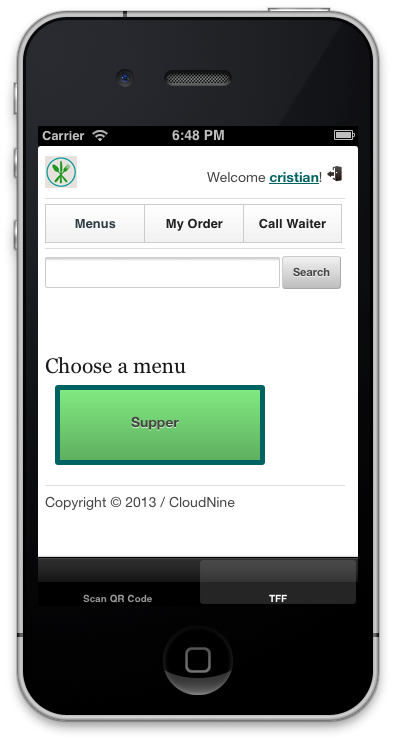 Carrier 6:48 PM
Welcome cristian!
Menus My Order Call Waiter
Search
Choose a menu
Supper
Copyright © 2013 / CloudNine
Scan QR Code TFF